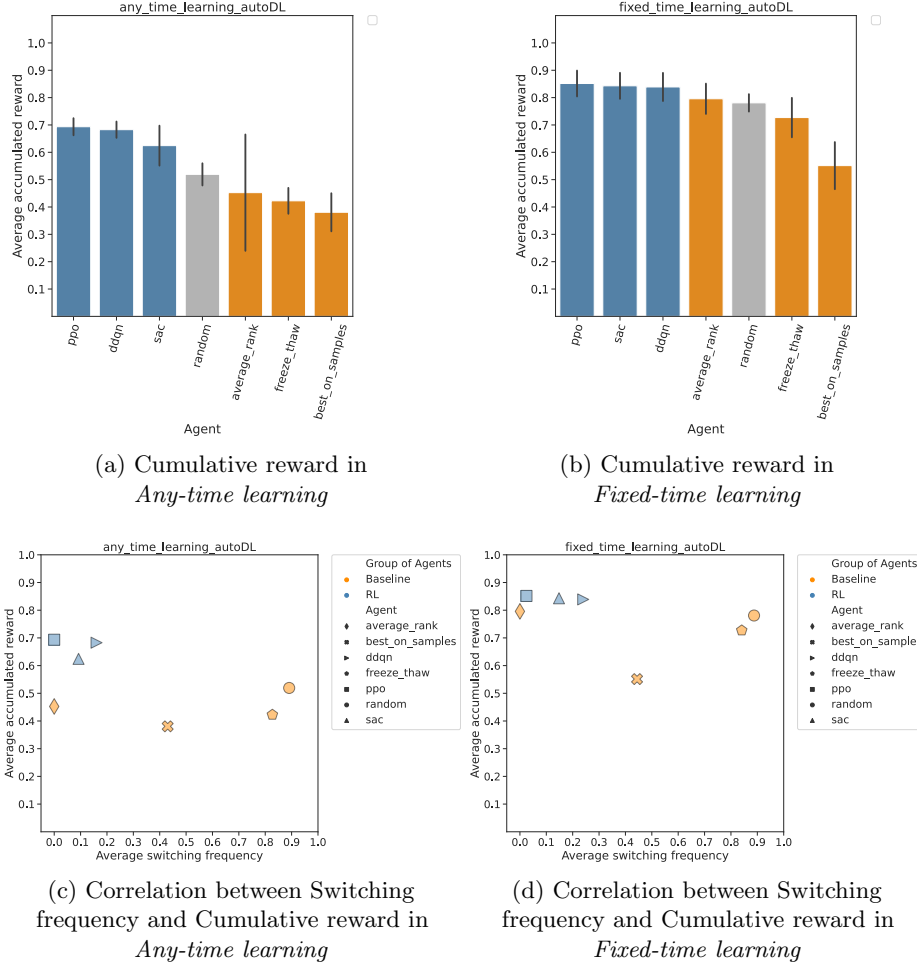 any_time_learning_autoDL
1.0
0.9
0.8
0.7
0.6
0.5
0.4
0.3
0.2
0.1
Average accumulated reward
ppo
ddqn
sac
random
average_rank
freeze_thaw
best_on_samples
Agent
(a) Cumulative reward in
Any-time learning
fixed_time_learning_autoDL
1.0
0.9
0.8
0.7
0.6
0.5
0.4
0.3
0.2
0.1
Average accumulated reward
ppo
sac
ddqn
average_rank
random
freeze_thaw
best_on_samples
Agent
(b) Cumulative reward in
Fixed-time learning
any_time_learning_autoDL
1.0
0.9
0.8
0.7
0.6
0.5
0.4
0.3
0.2
0.1
Average accumulated reward
0.0 0.1 0.2 0.3 0.4 0.5 0.6 0.7 0.8 0.9 1.0
Average switching frequency
Group of Agents
Baseline
RL
Agent
average_rank
best_on_samples
ddqn
freeze_thaw
ppo
random
sac
(c) Correlation between Switching
frequency and Cumulative reward in
Any-time learning
fixed_time_learning_autoDL
1.0
0.9
0.8
0.7
0.6
0.5
0.4
0.3
0.2
0.1
Average accumulated reward
0.0 0.1 0.2 0.3 0.4 0.5 0.6 0.7 0.8 0.9 1.0
Average switching frequency
Group of Agents
Baseline
RL
Agent
average_rank
best_on_samples
ddqn
freeze_thaw
ppo
random
sac
(d) Correlation between Switching
frequency and Cumulative reward in
Fixed-time learning